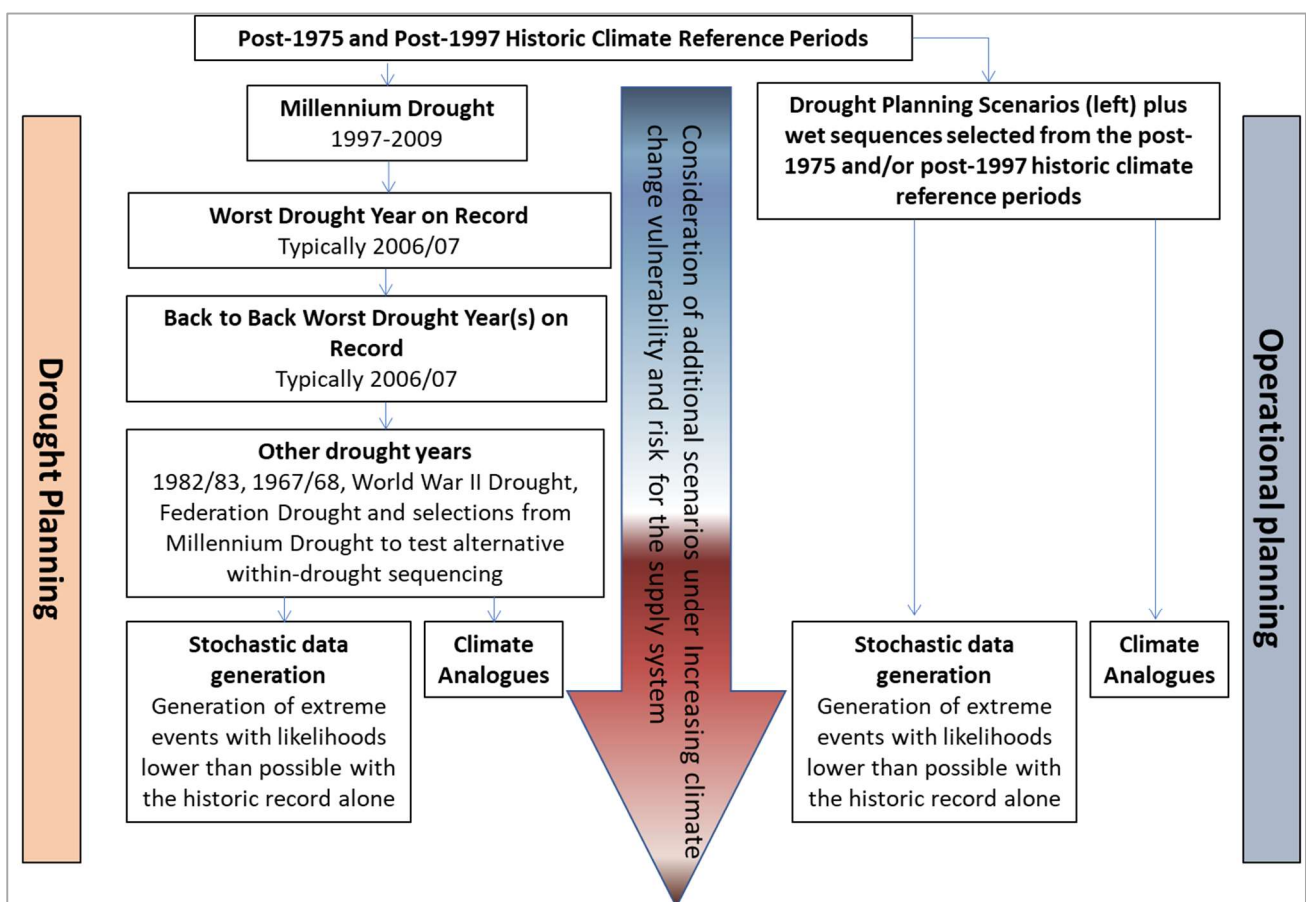 Post-1975 and Post-1997 Historic Climate Reference Periods
Drought Planning
Millennium Drought
1997-2009
Worst Drought Year on Record
Typically 2006/07
Back to Back Worst Drought Year(s) on
Record
Typically 2006/07
Other drought years
1982/83, 1967/68, World War II Drought,
Federation Drought and selections from
Millennium Drought to test alternative
within-drought sequencing
Stochastic data
generation
Generation of extreme
events with likelihoods
lower than possible with
the historic record alone
Climate
Analogues
Consideration of additional scenarios under Increasing climate
change vulnerability and risk for the supply system
Drought Planning Scenarios (left) plus
wet sequences selected from the post-
1975 and/or post-1997 historic climate
reference periods
Stochastic data
generation
Generation of extreme
events with likelihoods
lower than possible with
the historic record alone
Climate
Analogues
Operational planning